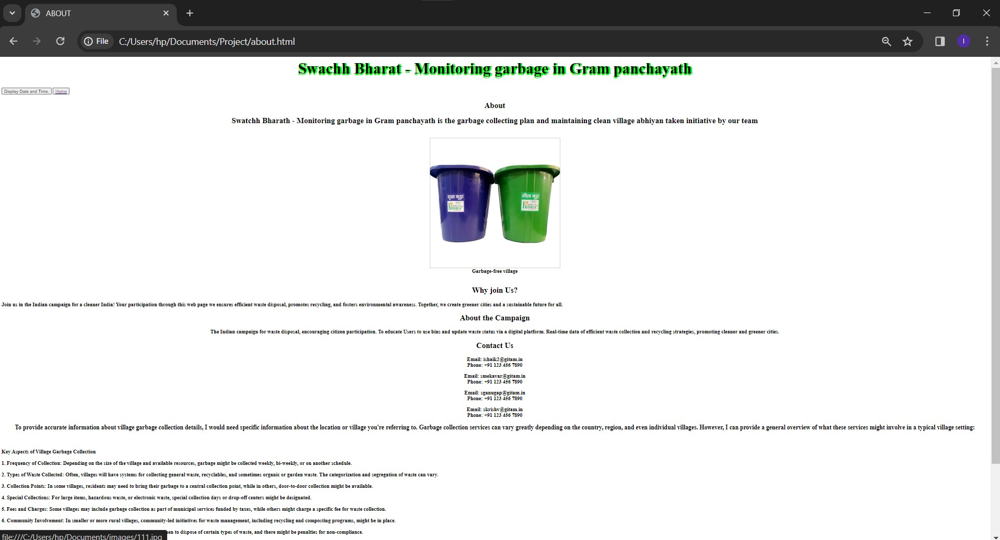 ABOUT
File C:/Users/hp/Documents/Project/about.html
I
Swachh Bharat - Monitoring garbage in Gram panchayath
Display Date and Time. Home
About
Swatchh Bharath - Monitoring garbage in Gram panchayath is the garbage collecting plan and maintaining clean village abhiyan taken initiative by our team
सूखा कूड़ा गीला कूड़ा
PRISHA PRISHA
Garbage-free village
Why join Us?
Join us in the Indian campaign for a cleaner India! Your participation through this web page we ensures efficient waste disposal, promotes recycling, and fosters environmental awareness. Together, we create greener cities and a sustainable future for all.
About the Campaign
The Indian campaign for waste disposal, encouraging citizen participation. To educate Users to use bins and update waste status via a digital platform. Real-time data of efficient waste collection and recycling strategies, promoting cleaner and greener cities.
Contact Us
Email: ishaik2@gitam.in
Phone: +91 123 456 7890
Email: smekavar@gitam.in
Phone: +91 123 456 7890
Email: sganugap@gitam.in
Phone: +91 123 456 7890
Email: skrishv@gitam.in
Phone: +91 123 456 7890
To provide accurate information about village garbage collection details, I would need specific information about the location or village you're referring to. Garbage collection services can vary greatly depending on the country, region, and even individual villages. However, I can provide a general overview of what these services might involve in a typical village setting:
Key Aspects of Village Garbage Collection
1. Frequency of Collection: Depending on the size of the village and available resources, garbage might be collected weekly, bi-weekly, or on another schedule.
2. Types of Waste Collected: Often, villages will have systems for collecting general waste, recyclables, and sometimes organic or garden waste. The categorization and segregation of waste can vary.
3. Collection Points: In some villages, residents may need to bring their garbage to a central collection point, while in others, door-to-door collection might be available.
4. Special Collections: For large items, hazardous waste, or electronic waste, special collection days or drop-off centers might be designated.
5. Fees and Charges: Some villages may include garbage collection as part of municipal services funded by taxes, while others might charge a specific fee for waste collection.
6. Community Involvement: In smaller or more rural villages, community-led initiatives for waste management, including recycling and composting programs, might be in place.
to dispose of certain types of waste, and there might be penalties for non-compliance.
file:///C:/Users/hp/Documents/images/111.jpg